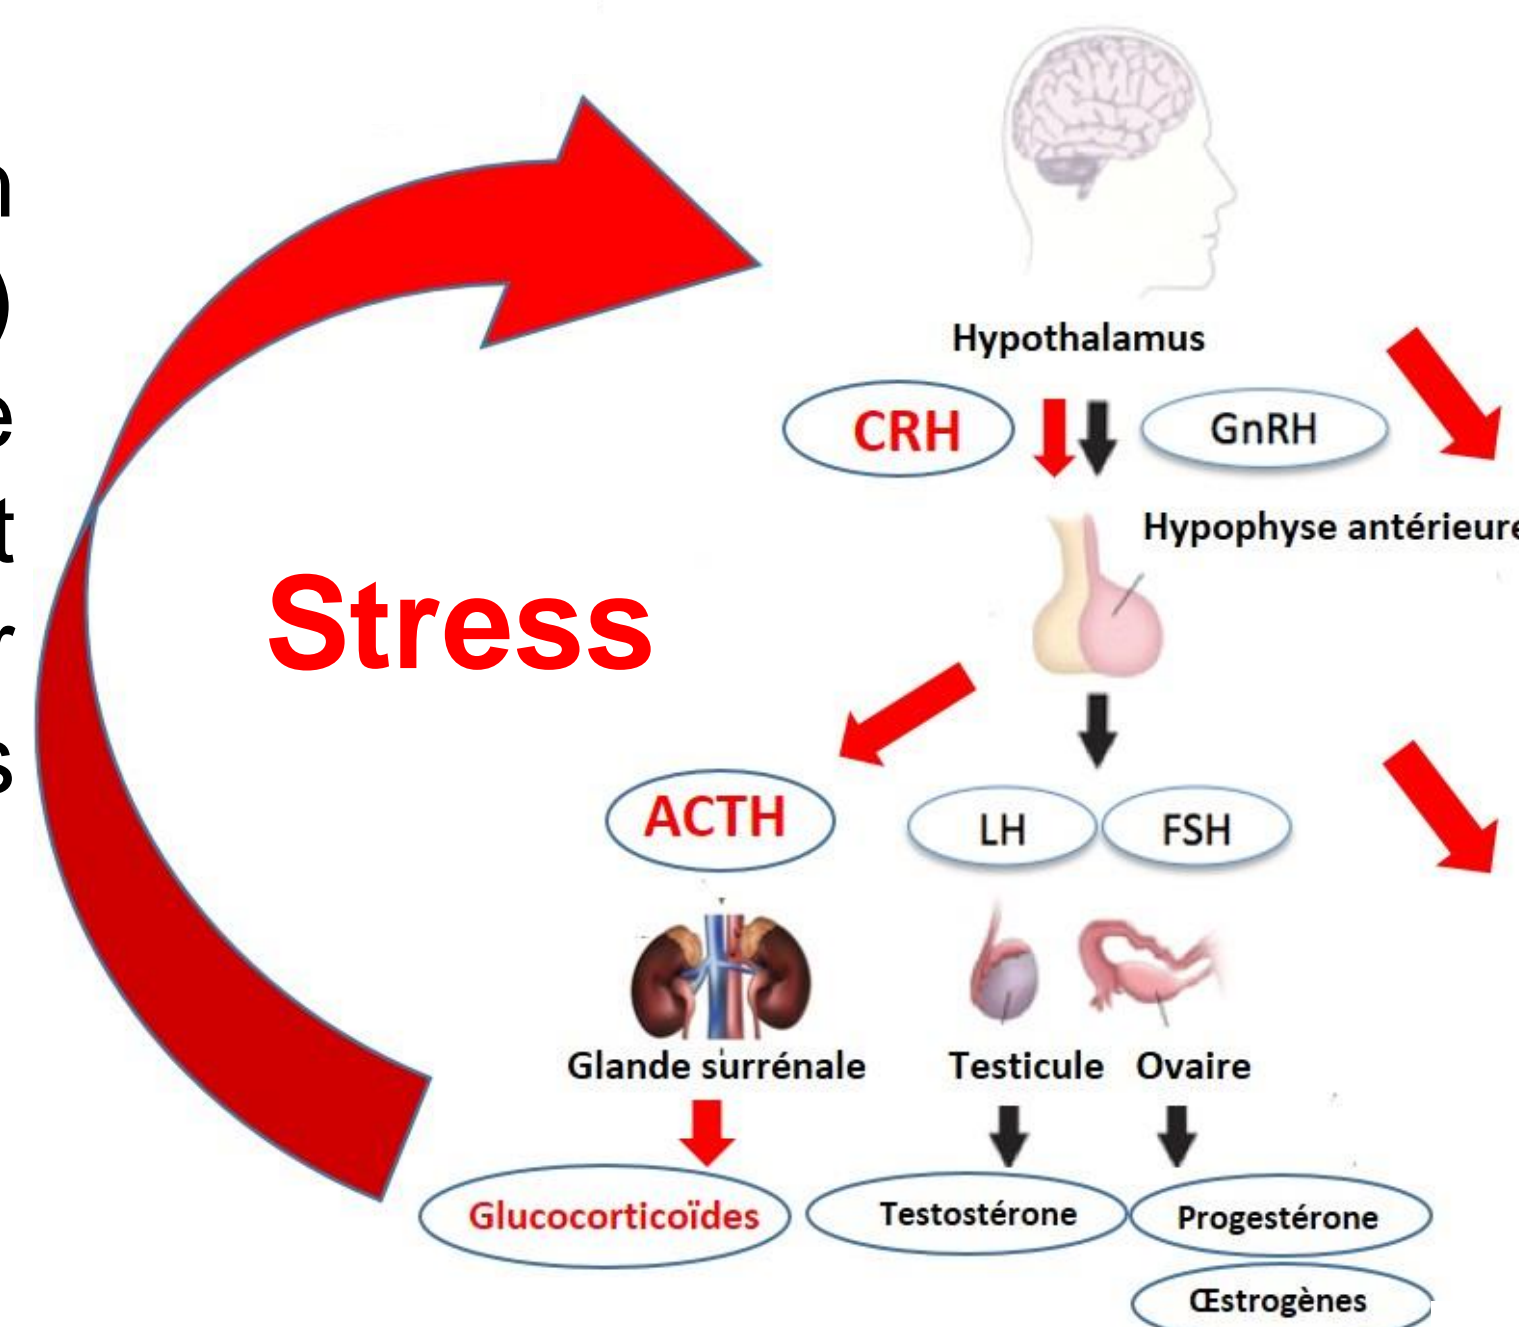 n
)
e
t
r
s
Stress
Hypothalamus
CRH
GnRH
Hypophyse antérieure
ACTH
LH
FSH
Glande surrénale
Testicule
Ovaire
Glucocorticoïdes
Testostérone
Progestérone
Œstrogènes